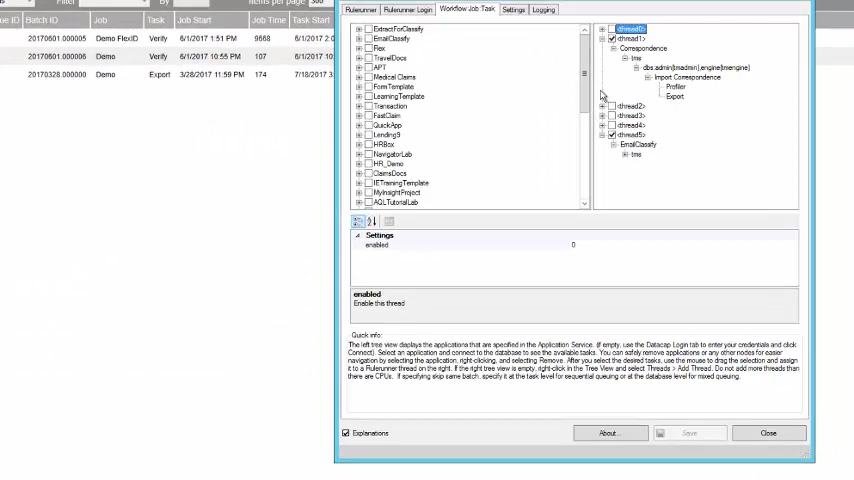 Filter
By
Items per page
300
ue ID
Batch ID
Job
Task
Job Start
Job Time
Task Start
20170601.000005
Demo FlexID
Verify
6/1/2017 1:51 PM
9668
6/1/2017 2:0
20170601.000006
Demo
Verify
6/1/2017 10:55 PM
107
6/1/2017 10:
20170328.000000
Demo
Export
3/28/2017 11:59 PM
174
7/18/2017 3:
Rulerunner
Rulerunner Login
Workflow:Job:Task
Settings
Logging
ExtractForClassify
EmailClassify
Rex
TravelDocs
APT
Medical Claims
FormTemplate
LearningTemplate
Transaction
FastClaim
QuickApp
Lending9
HRBox
NavigatorLab
HR_Demo
ClaimsDocs
IETrainingTemplate
MyInsightProject
AQLTutorialLab
<thread0>
<thread1>
Correspondence
tms
Import Correspondence
Profiler
Export
<thread2>
<thread3>
<thread4>
<thread5>
EmailClassify
tms
Settings
enabled
0
enabled
Enable this thread
Quick info:
The left tree view displays the applications that are specified in the Application Service. (if empty, use the Datacap Login tab to enter your credentials and click
Connect). Select an application and connect to the database to see the available tasks. You can safely remove applications or any other nodes for easier
navigation by selecting the application, right-clicking, and selecting Remove. After you select the desired tasks, use the mouse to drag the selection and assign
it to a Rulerunner thread on the right. If the right tree view is empty, right-click in the Tree View and select Threads > Add Thread. Do not add more threads than
there are CPUs. If specifying skip same batch, specify it at the task level for sequential queuing or at the database level for mixed queuing.
Explanations
About...
Save
Close